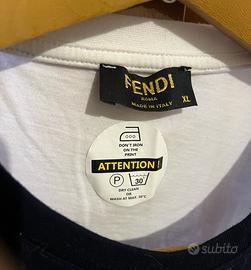 FENDI
ROMA
MADE IN ITALY
XL
DON'T IRON
ON THE
PRINT
ATTENTION !
P
30°
DRY CLEAN
OR
WASH AT MAX. 30°C
subito